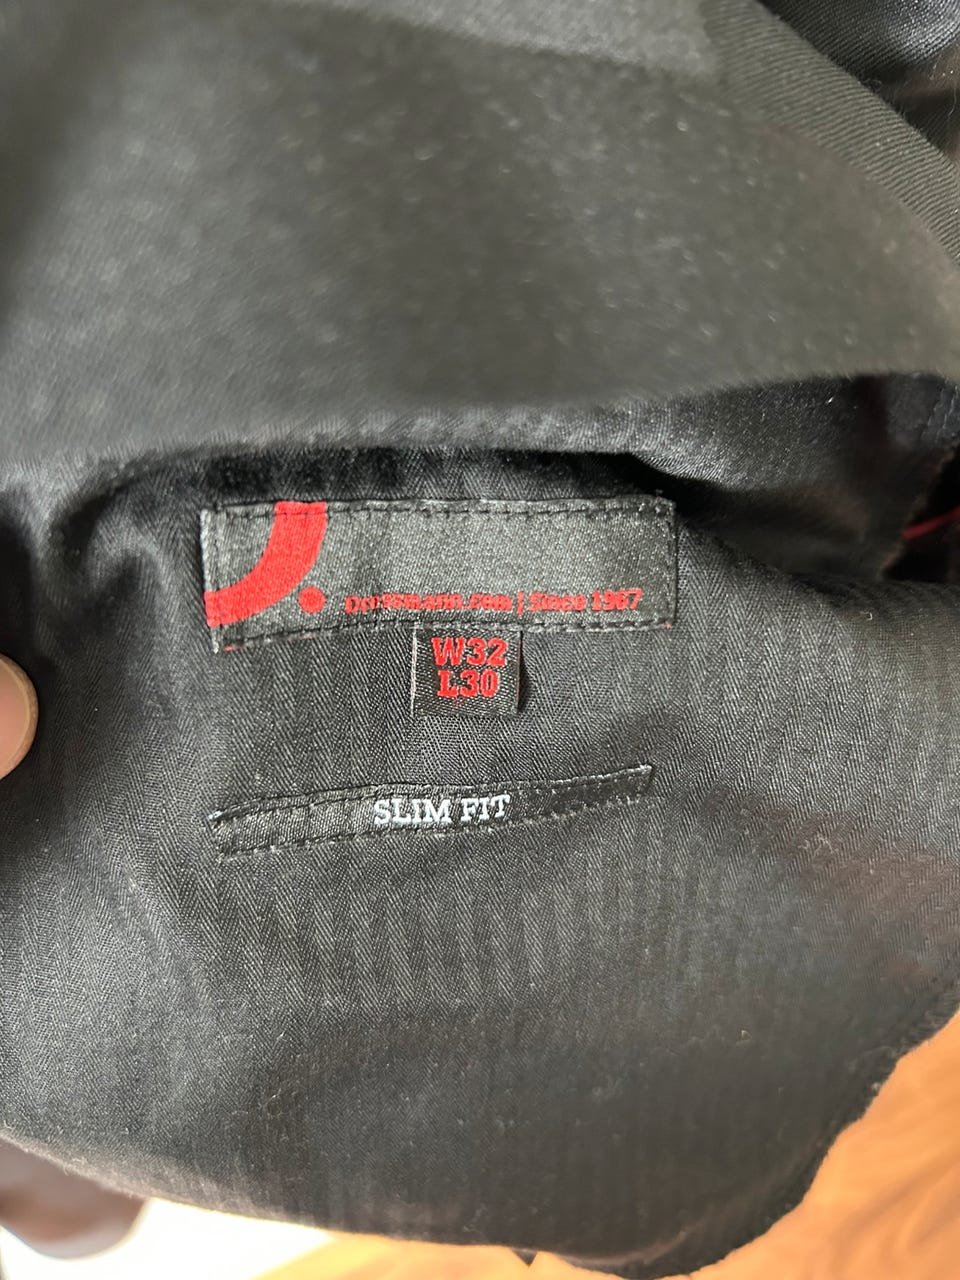 Dressmann.com | Since 1967
W32
L30
SLIM FIT